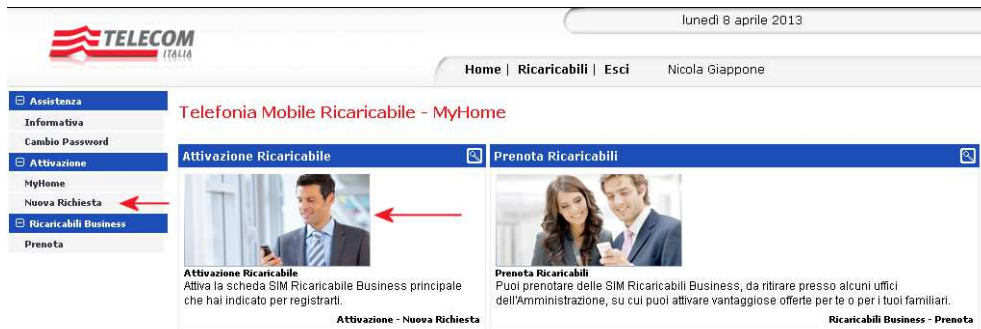 lunedì 8 aprile 2013
TELECOM
ITALIA
Home | Ricaricabili | Esci Nicola Giappone
Assistenza
Informativa
Cambio Password
Attivazione
MyHome
Nuova Richiesta
Ricaricabili Business
Prenota
Telefonia Mobile Ricaricabile - MyHome
Attivazione Ricaricabile
Attivazione Ricaricabile
Attiva la scheda SIM Ricaricabile Business principale
che hai indicato per registrarti.
Attivazione - Nuova Richiesta
Prenota Ricaricabili
Prenota Ricaricabili
Puoi prenotare delle SIM Ricaricabili Business, da ritirare presso alcuni uffici
dell'Amministrazione, su cui puoi attivare vantaggiose offerte per te o per i tuoi familiari.
Ricaricabili Business - Prenota